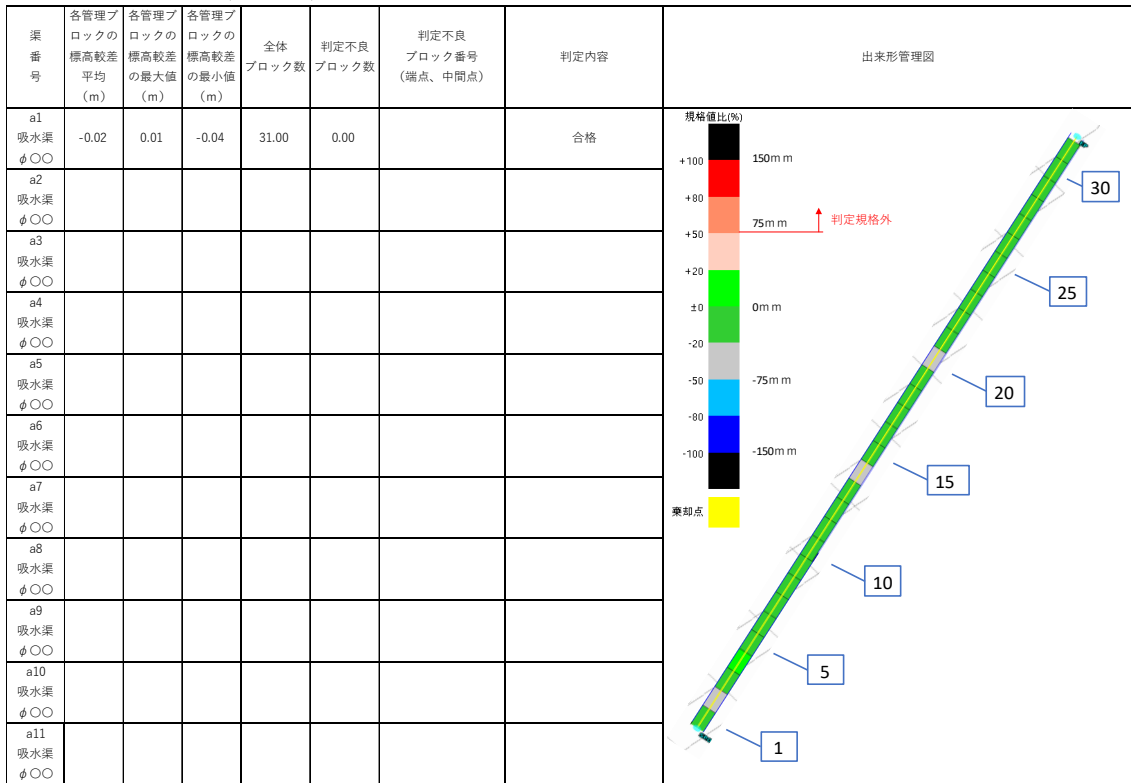 渠
番
号
各管理ブ
ロックの
標高較差
平均
（m）
各管理ブ
ロックの
標高較差
の最大値
（m）
各管理ブ
ロックの
標高較差
の最小値
（m）
全体
ブロック数
判定不良
ブロック数
判定不良
ブロック番号
（端点、中間点）
判定内容
出来形管理図
a1
吸水渠
φ〇〇
-0.02
0.01
-0.04
31.00
0.00
合格
a2
吸水渠
φ〇〇
a3
吸水渠
φ〇〇
a4
吸水渠
φ〇〇
a5
吸水渠
φ〇〇
a6
吸水渠
φ〇〇
a7
吸水渠
φ〇〇
a8
吸水渠
φ〇〇
a9
吸水渠
φ〇〇
a10
吸水渠
φ〇〇
a11
吸水渠
φ〇〇
規格値比(%)
+100
150mm
+80
75mm
判定規格外
+50
+20
±0
0mm
-20
-50
-75mm
-80
-100
-150mm
棄却点
30
25
20
15
10
5
1